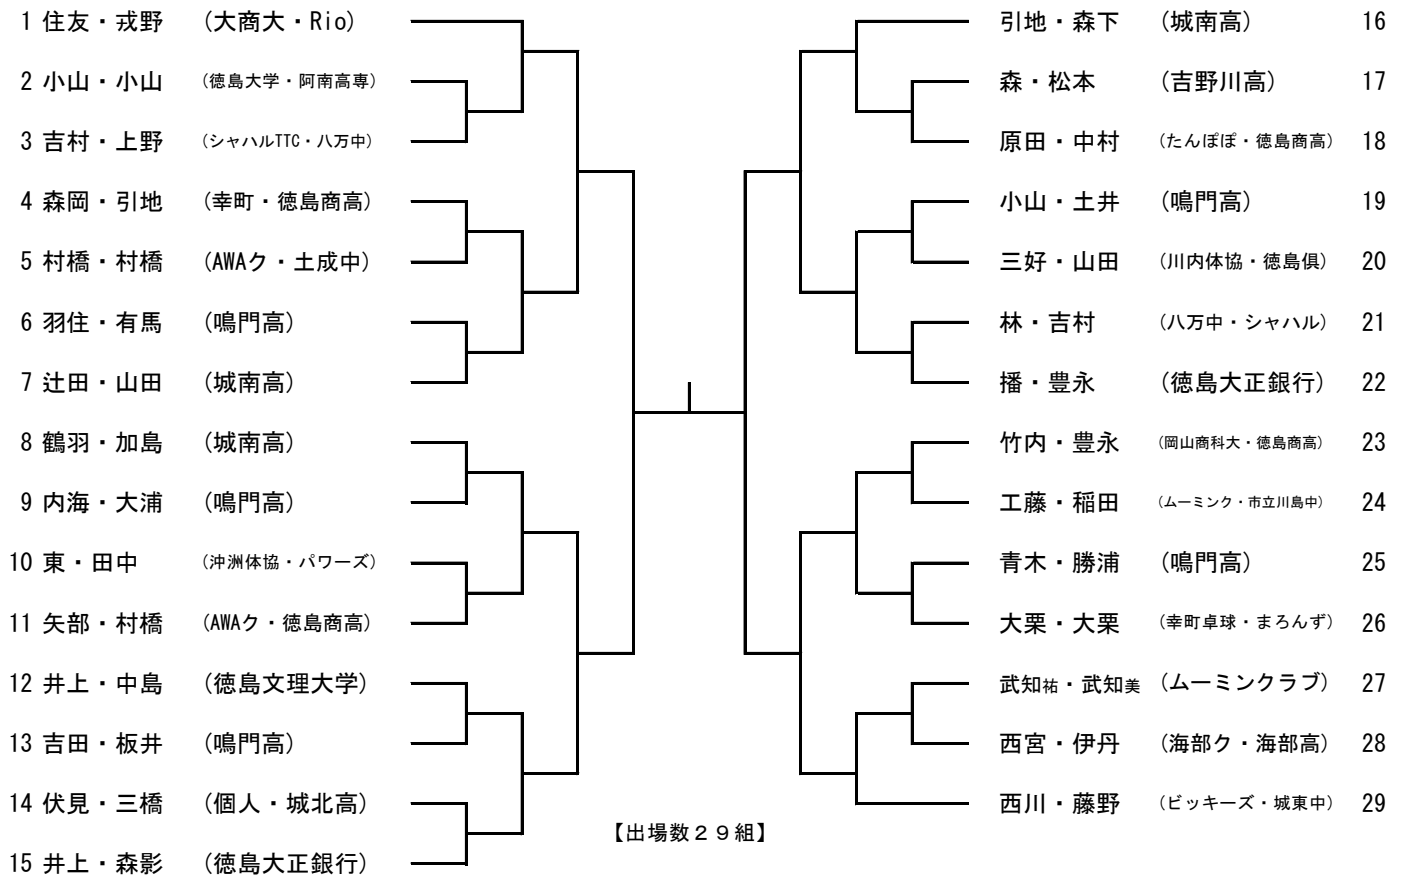 1 住友・戎野 （大商大・Rio）
2 小山・小山 （徳島大学・阿南高専）
3 吉村・上野 （シャハルTTC・八万中）
4 森岡・引地 （幸町・徳島商高）
5 村橋・村橋 （AWAク・土成中）
6 羽住・有馬 （鳴門高）
7 辻田・山田 （城南高）
8 鶴羽・加島 （城南高）
9 内海・大浦 （鳴門高）
10 東・田中 （沖洲体協・パワーズ）
11 矢部・村橋 （AWAク・徳島商高）
12 井上・中島 （徳島文理大学）
13 吉田・板井 （鳴門高）
14 伏見・三橋 （個人・城北高）
15 井上・森影 （徳島大正銀行）
引地・森下 （城南高） 16
森・松本 （吉野川高） 17
原田・中村 （たんぽぽ・徳島商高） 18
小山・土井 （鳴門高） 19
三好・山田 （川内体協・徳島倶） 20
林・吉村 （八万中・シャハル） 21
播・豊永 （徳島大正銀行） 22
竹内・豊永 （岡山商科大・徳島商高） 23
工藤・稲田 （ムーミンク・市立川島中） 24
青木・勝浦 （鳴門高） 25
大栗・大栗 （幸町卓球・まろんず） 26
武知祐・武知美 （ムーミンクラブ） 27
西宮・伊丹 （海部ク・海部高） 28
西川・藤野 （ビッキーズ・城東中） 29
【出場数２９組】